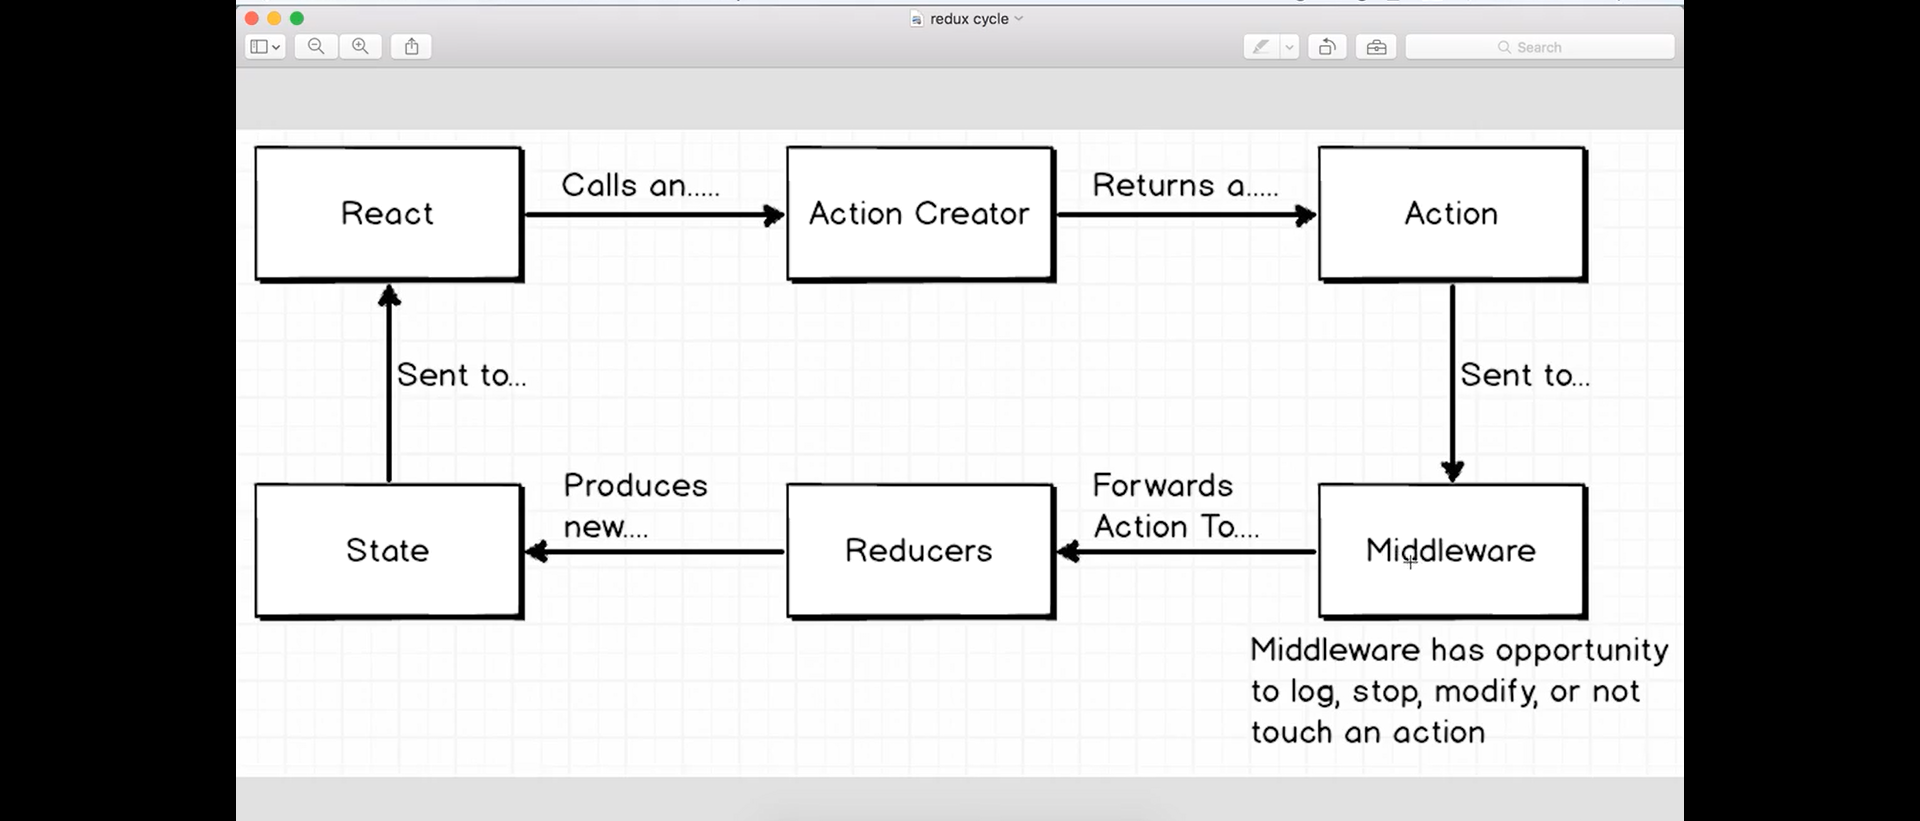 redux cycle
Search
Calls an.....
Returns a.....
React
Action Creator
Action
Sent to...
Sent to...
Produces
new....
Forwards
Action To....
State
Reducers
Middleware
Middleware has opportunity
to log, stop, modify, or not
touch an action